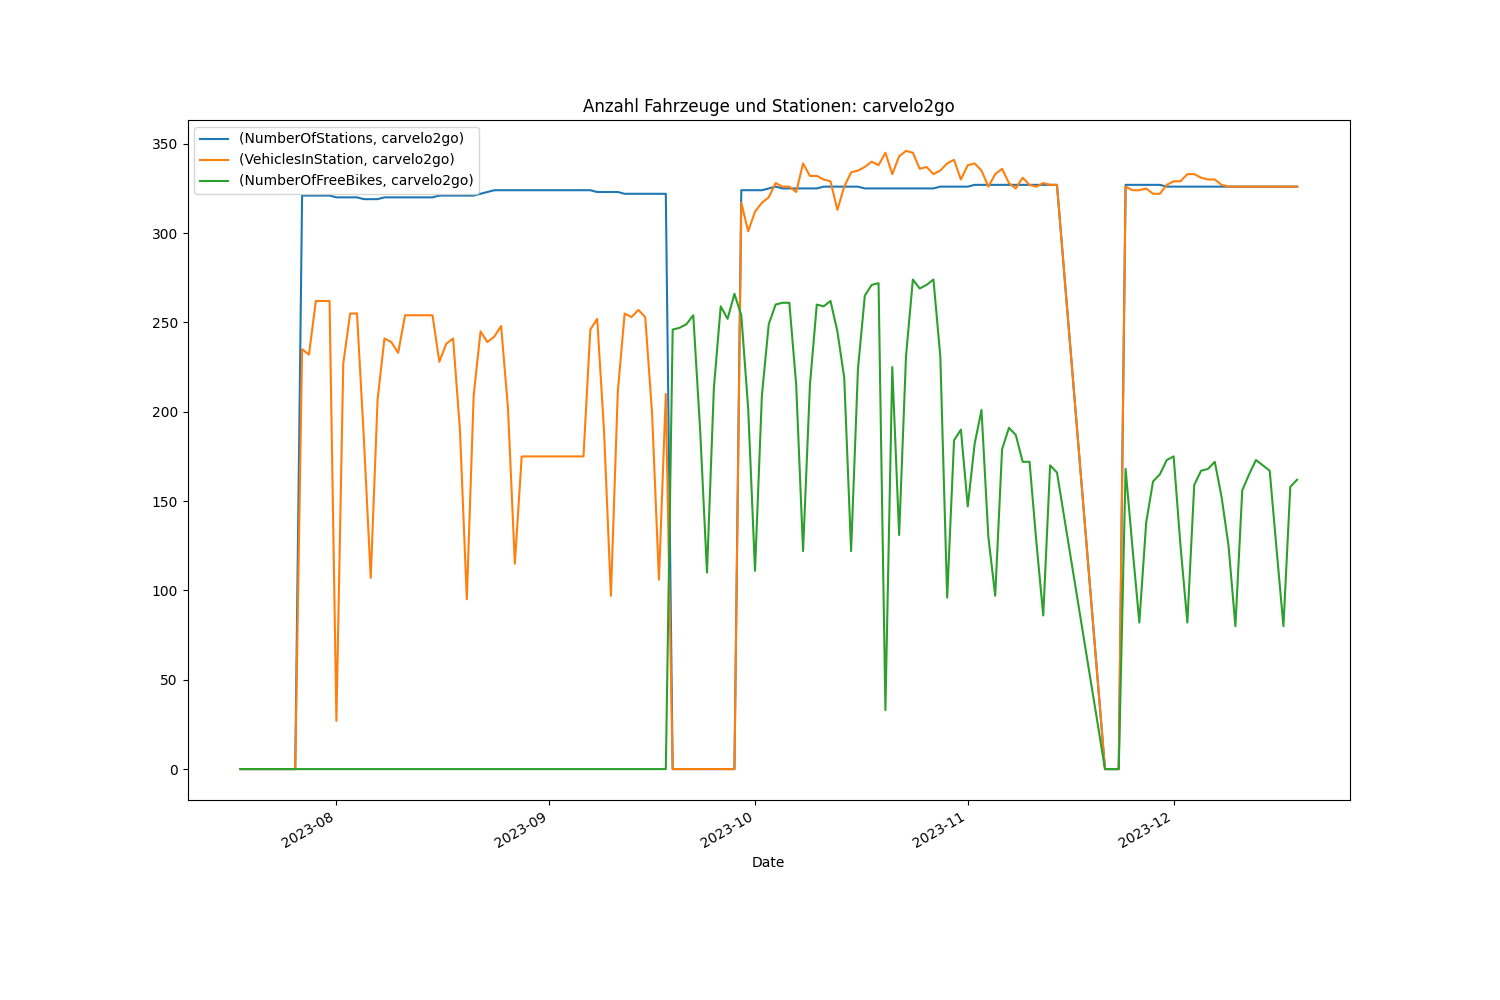 Anzahl Fahrzeuge und Stationen: carvelo2go
(NumberOfStations, carvelo2go)
(VehiclesInStation, carvelo2go)
(NumberOfFreeBikes, carvelo2go)
350
300
250
200
150
100
50
0
2023-08
2023-09
2023-10
2023-11
2023-12
Date